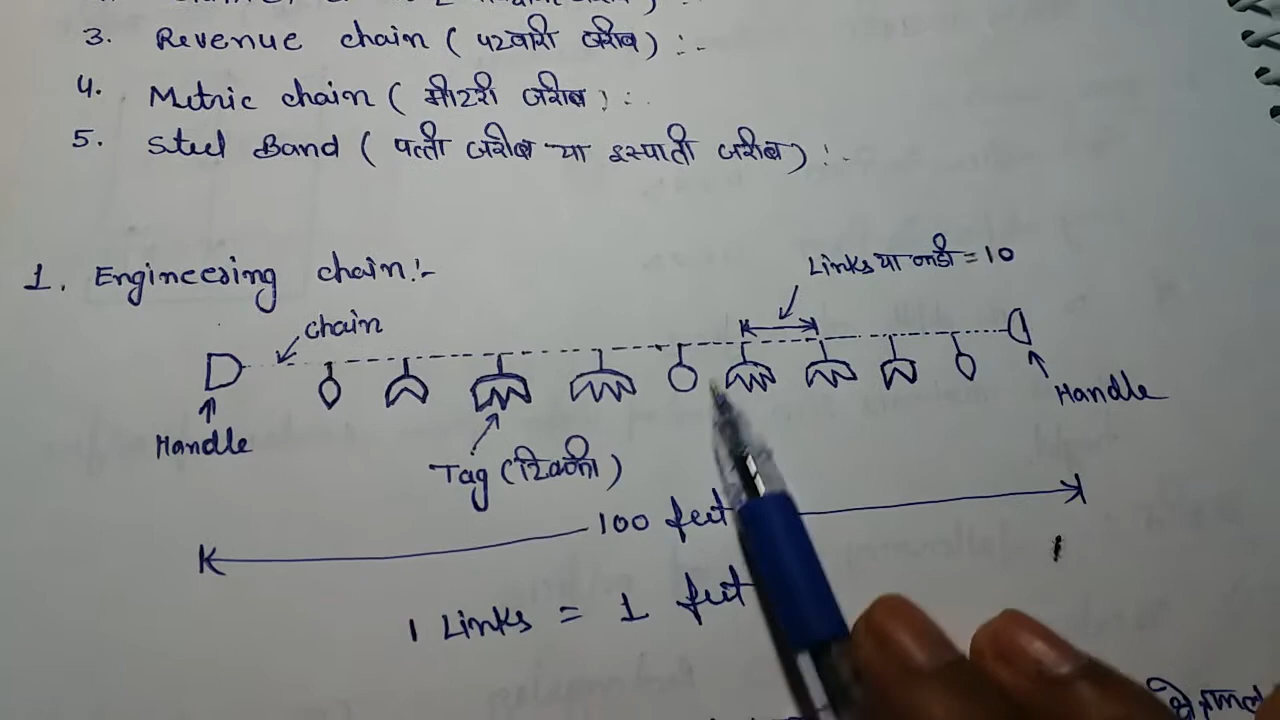 3. Revenue chain ( पटवारी जरीब ) :-
4. Metric chain ( मीटरी जरीब ) :-
5. Steel Band ( पत्ती जरीब या इस्पाती जरीब ) :-
1. Engineering chain:-
Links या कडी = 10
chain
Handle
Handle
Tag (टिकली)
100 feet
1 Links = 1 feet